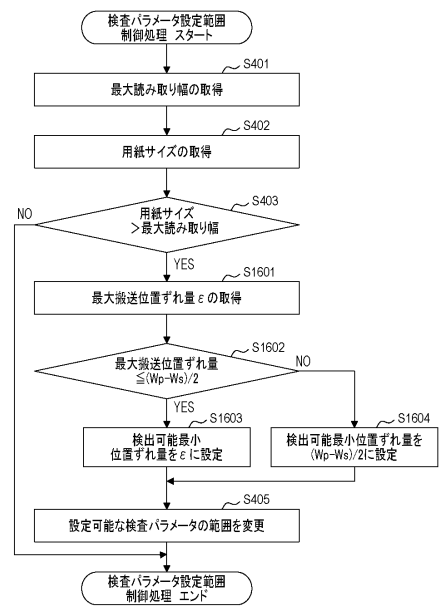 検査パラメータ設定範囲
制御処理 スタート
S401
最大読み取り幅の取得
S402
用紙サイズの取得
S403
NO
用紙サイズ
＞最大読み取り幅
YES
S1601
最大搬送位置ずれ量 ε の取得
S1602
最大搬送位置ずれ量
≦(Wp-Ws)/2
NO
YES
S1603
S1604
検出可能最小
位置ずれ量を ε に設定
検出可能最小位置ずれ量を
(Wp-Ws)/2に設定
S405
設定可能な検査パラメータの範囲を変更
検査パラメータ設定範囲
制御処理 エンド